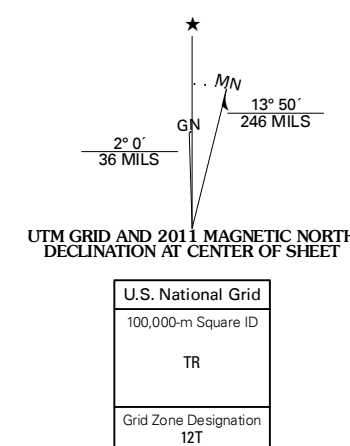 ★
MN
GN
13° 50´
246 MILS
2° 0´
36 MILS
UTM GRID AND 2011 MAGNETIC NORTH
DECLINATION AT CENTER OF SHEET
U.S. National Grid
100,000-m Square ID
TR
Grid Zone Designation
12T